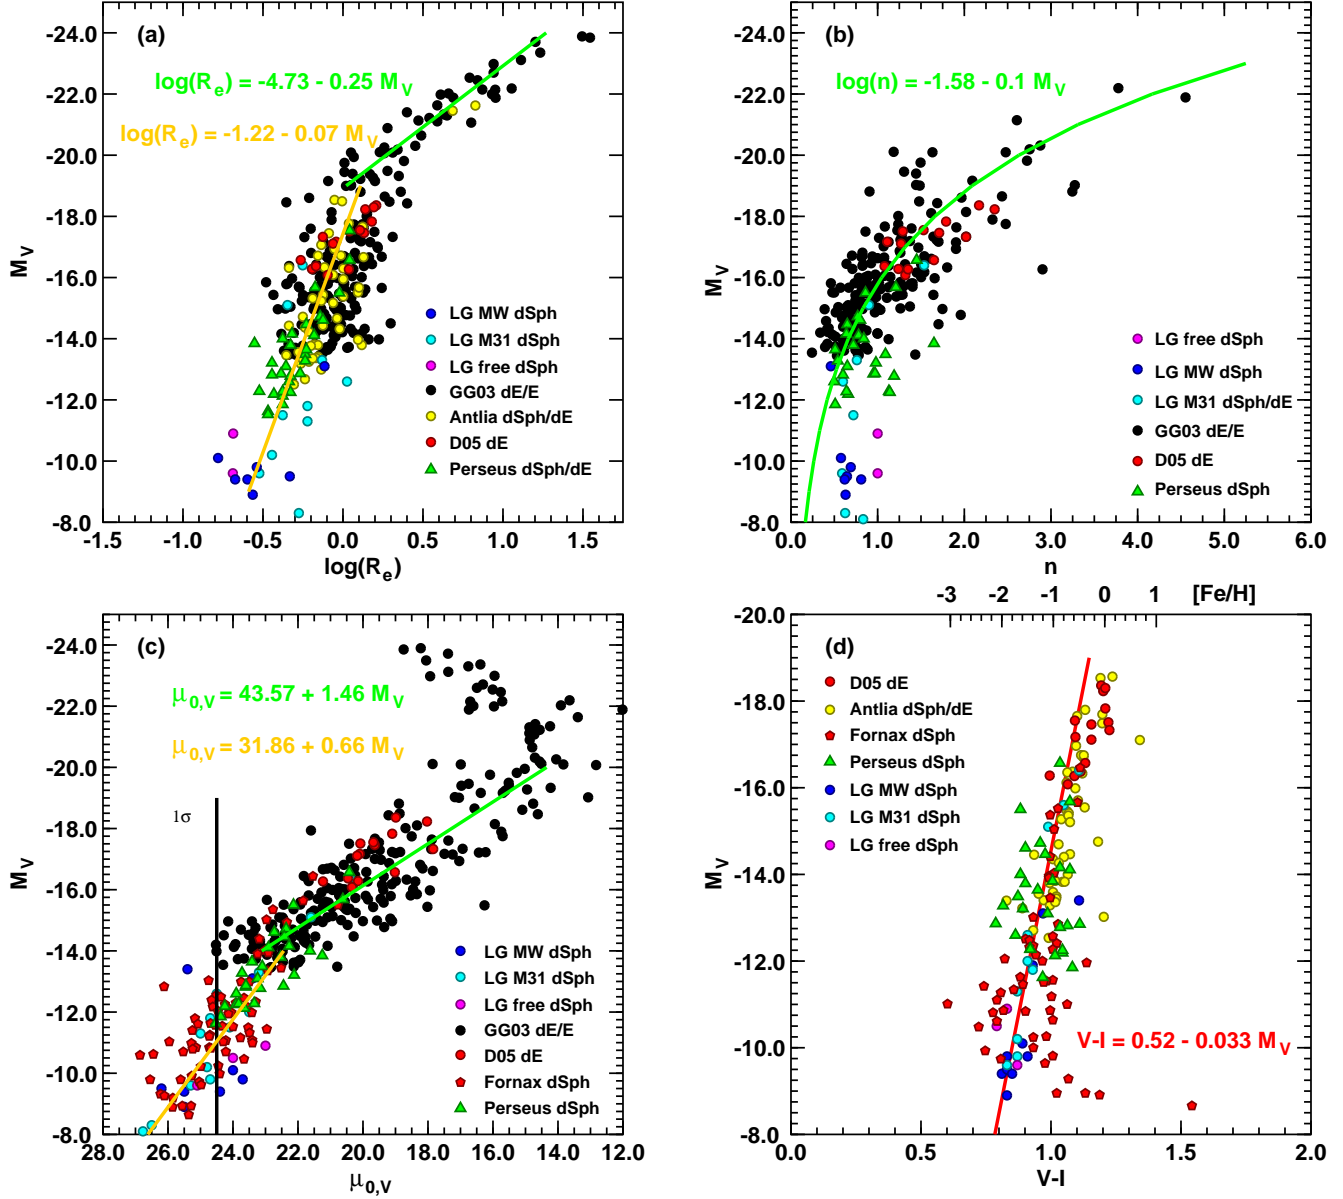 (a)
log(Re) = -4.73 - 0.25 MV
log(Re) = -1.22 - 0.07 MV
-24.0
-22.0
-20.0
-18.0
-16.0
-14.0
-12.0
-10.0
-8.0
MV
LG MW dSph
LG M31 dSph
LG free dSph
GG03 dE/E
Antlia dSph/dE
D05 dE
Perseus dSph/dE
-1.5 -1.0 -0.5 0.0 0.5 1.0 1.5
log(Re)
(b)
log(n) = -1.58 - 0.1 MV
-24.0
-22.0
-20.0
-18.0
-16.0
-14.0
-12.0
-10.0
-8.0
MV
LG free dSph
LG MW dSph
LG M31 dSph/dE
GG03 dE/E
D05 dE
Perseus dSph
0.0 1.0 2.0 3.0 4.0 5.0 6.0
n
(c)
μ0,V = 43.57 + 1.46 MV
μ0,V = 31.86 + 0.66 MV
1σ
-24.0
-22.0
-20.0
-18.0
-16.0
-14.0
-12.0
-10.0
-8.0
MV
LG MW dSph
LG M31 dSph
LG free dSph
GG03 dE/E
D05 dE
Fornax dSph
Perseus dSph
28.0 26.0 24.0 22.0 20.0 18.0 16.0 14.0 12.0
μ0,V
-3 -2 -1 0 1 [Fe/H]
(d)
-20.0
-18.0
-16.0
-14.0
-12.0
-10.0
-8.0
MV
D05 dE
Antlia dSph/dE
Fornax dSph
Perseus dSph
LG MW dSph
LG M31 dSph
LG free dSph
V-I = 0.52 - 0.033 MV
0.0 0.5 1.0 1.5 2.0
V-I